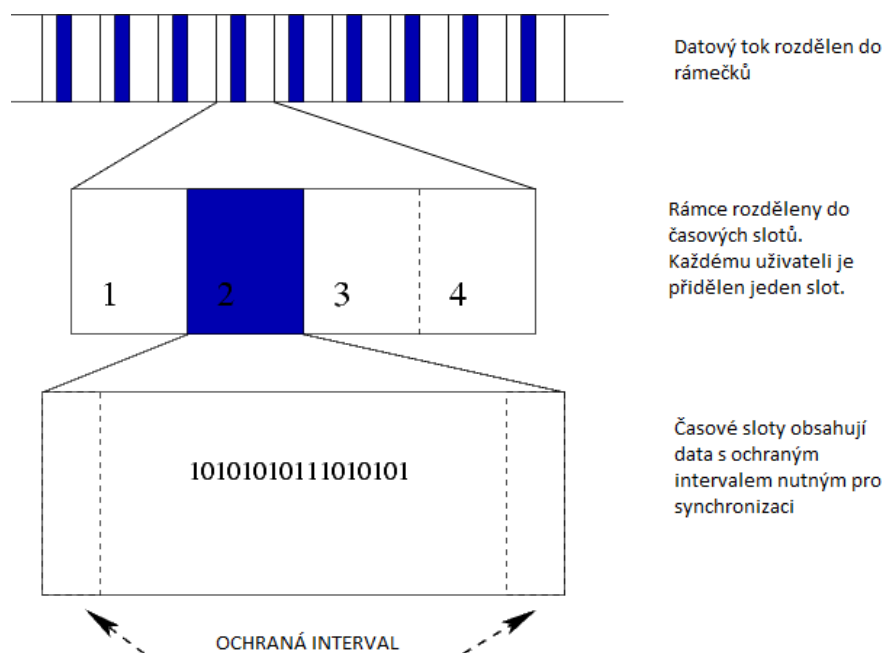 Datový tok rozdělen do
rámečků
1 2 3 4
Rámce rozděleny do
časových slotů.
Každému uživateli je
přidělen jeden slot.
10101010111010101
Časové sloty obsahují
data s ochraným
intervalem nutným pro
synchronizaci
OCHRANÁ INTERVAL